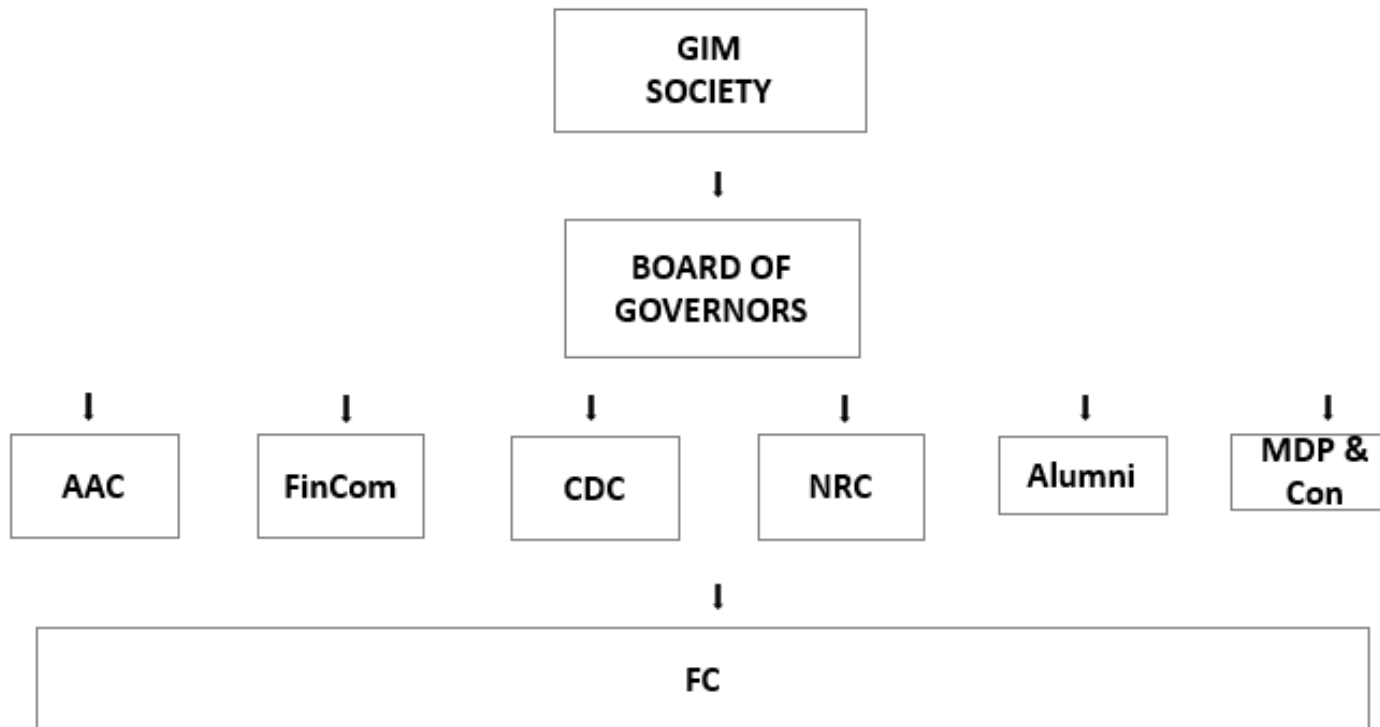 GIM
SOCIETY
BOARD OF
GOVERNORS
AAC
FinCom
CDC
NRC
Alumni
MDP &
Con
FC